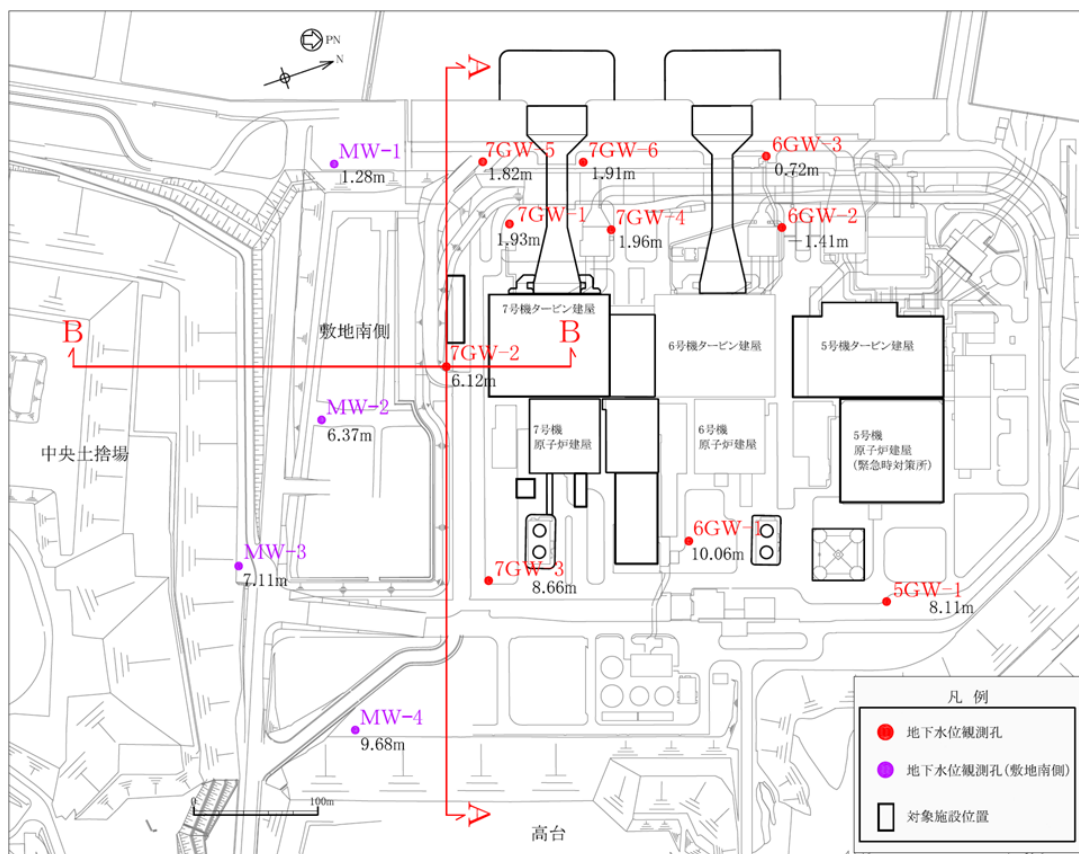 PN
N
A
MW-1
1.28m
7GW-5
1.82m
7GW-6
1.91m
6GW-3
0.72m
7GW-1
1.93m
7GW-4
1.96m
6GW-2
-1.41m
7号機タービン建屋
6号機タービン建屋
5号機タービン建屋
敷地南側
B
B
7GW-2
6.12m
MW-2
6.37m
中央土捨場
7号機
原子炉建屋
6号機
原子炉建屋
5号機
原子炉建屋
(緊急時対策所)
MW-3
7.11m
6GW-1
10.06m
7GW-3
8.66m
5GW-1
8.11m
MW-4
9.68m
0
100m
A
高台
凡 例
地下水位観測孔
地下水位観測孔(敷地南側)
対象施設位置